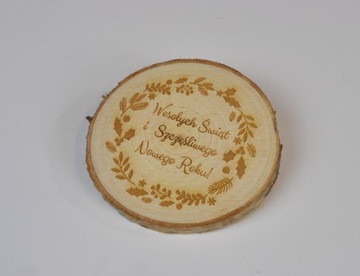 Wesołych Świąt
i Szczęśliwego
Nowego Roku!